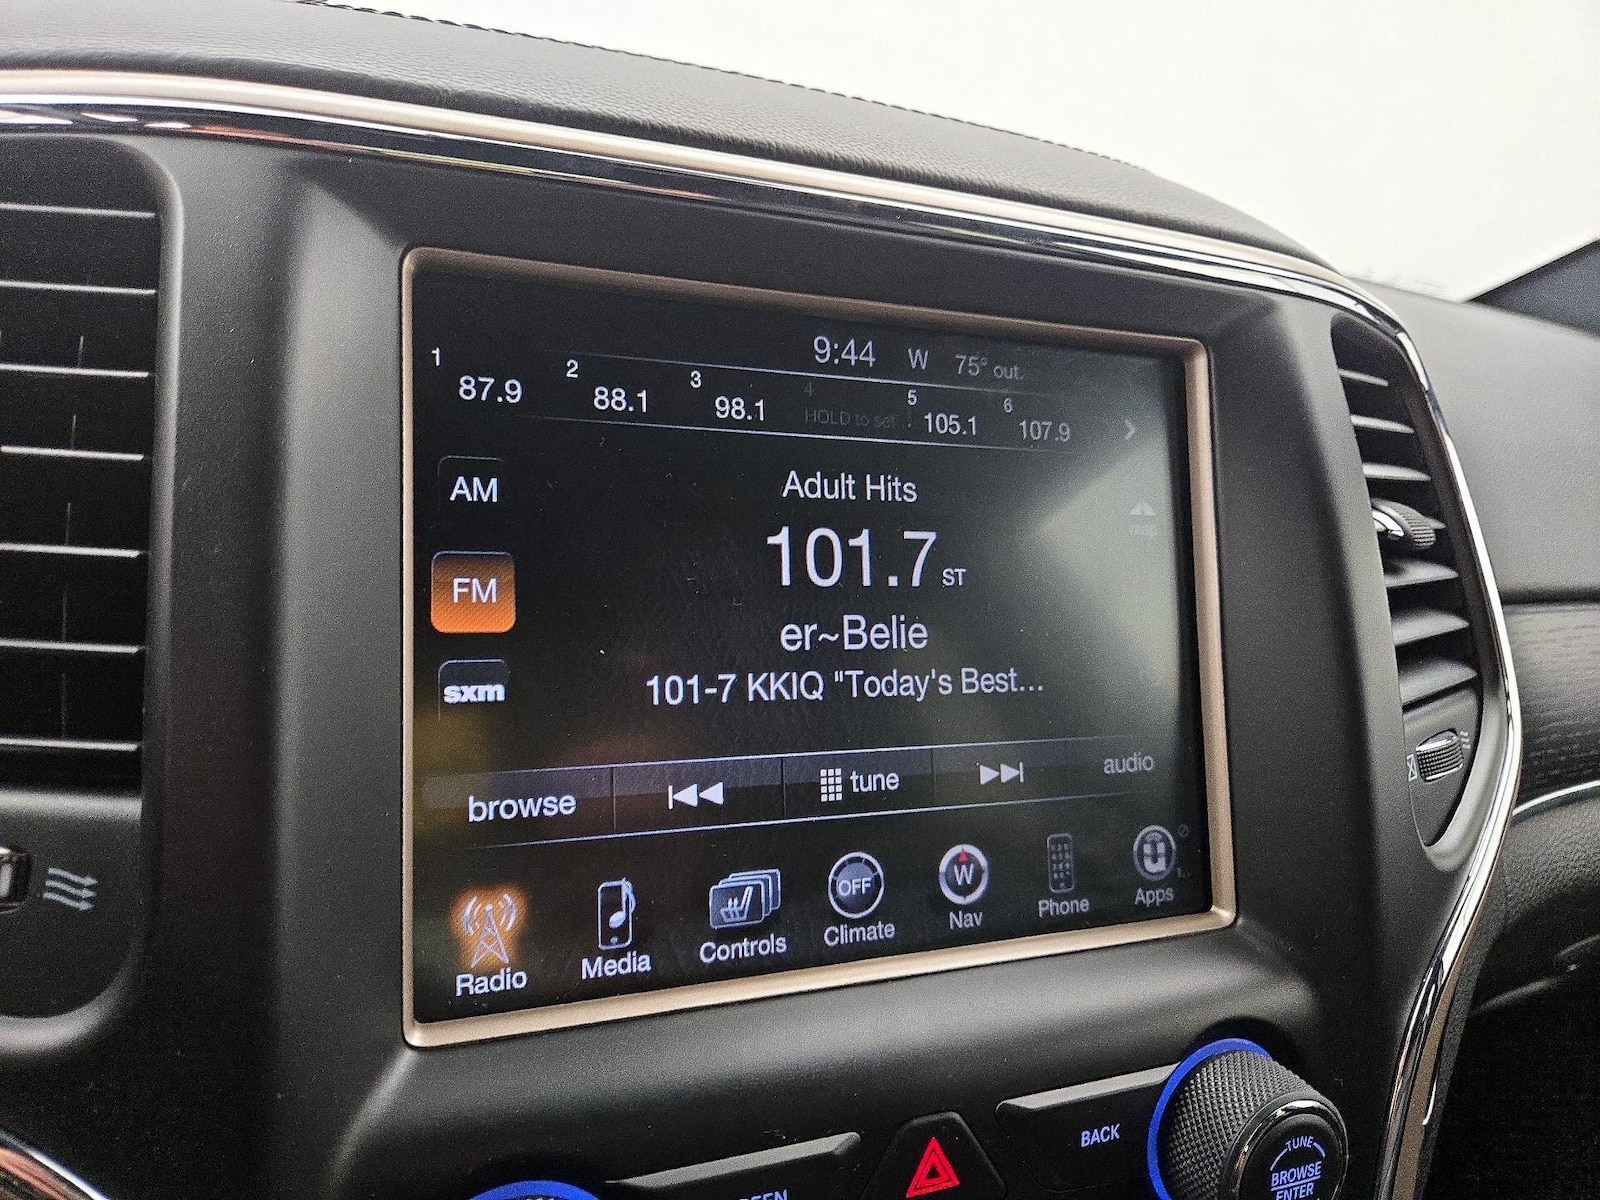 9:44 W 75° out
1 87.9 2 88.1 3 98.1 4 HOLD to set 5 105.1 6 107.9
AM
Adult Hits
101.7 ST
FM
er~Belie
sxm
101-7 KKIQ "Today's Best...
browse tune audio
OFF
W
Radio Media Controls Climate Nav Phone Apps
BACK
TUNE
BROWSE
ENTER